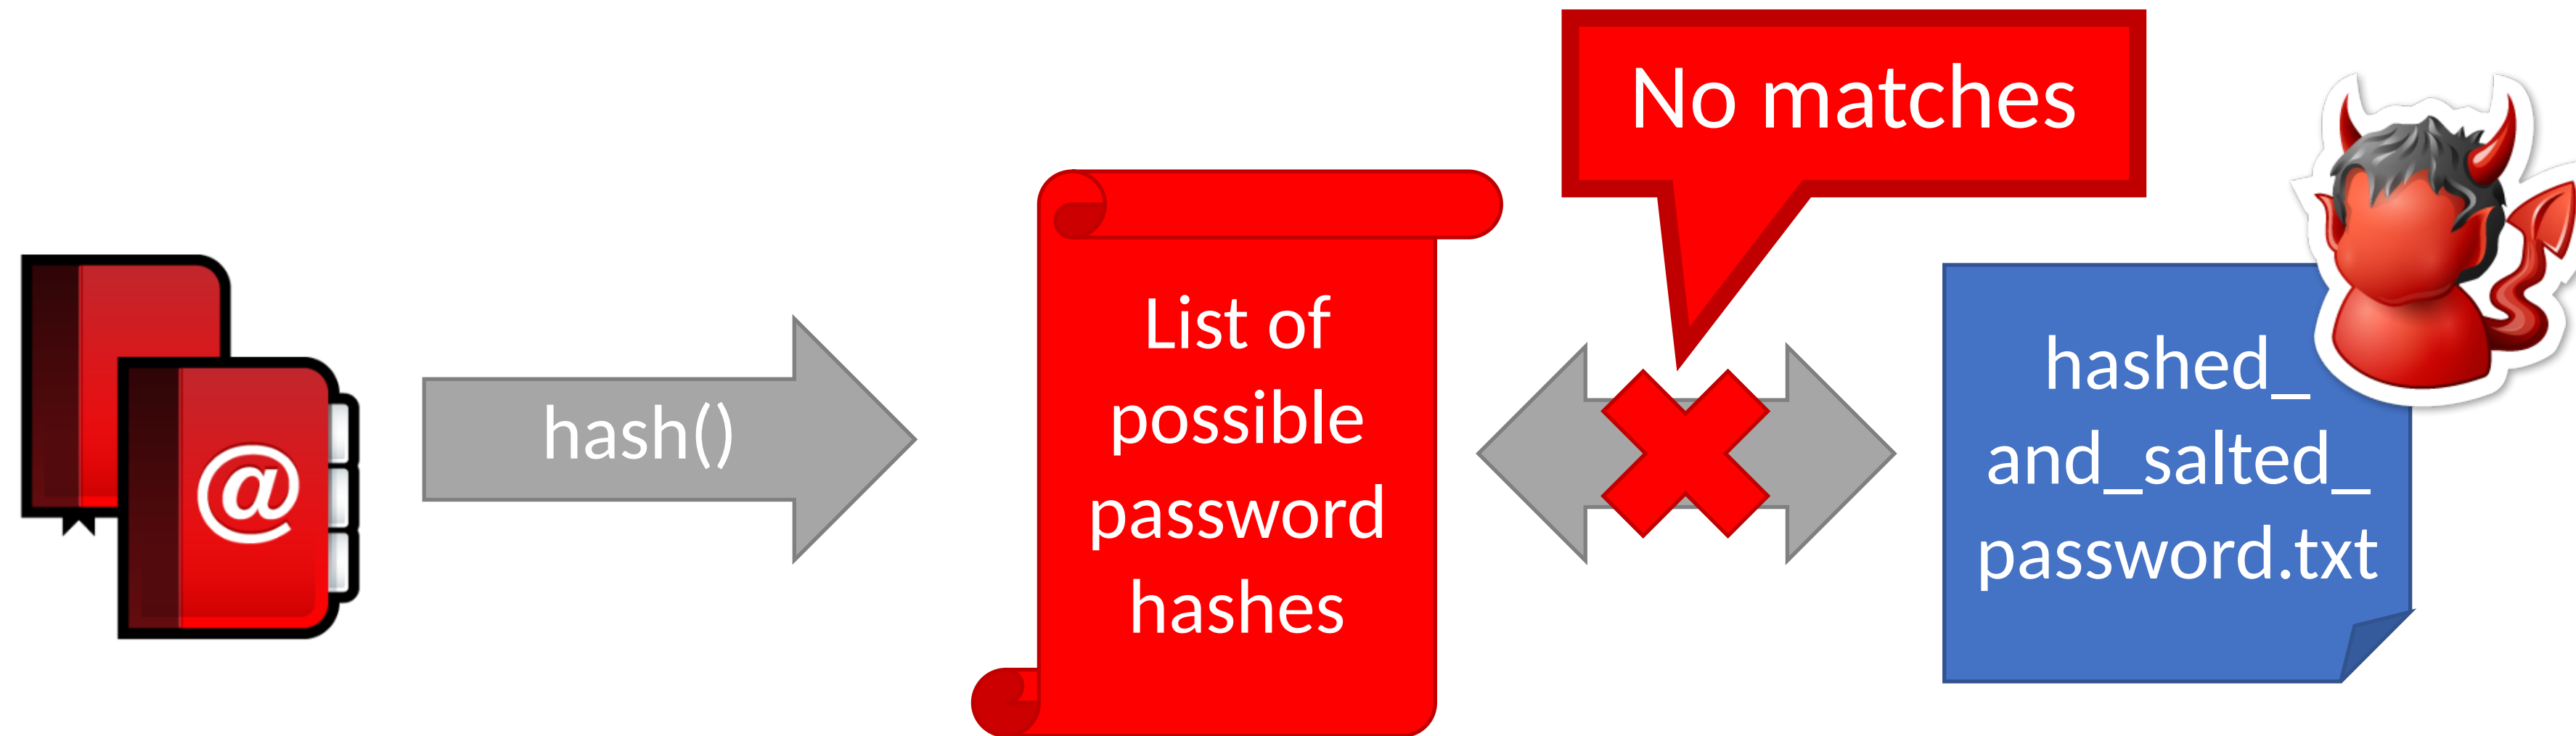 @
hash()
List of
possible
password
hashes
No matches
hashed_
and_salted_
password.txt